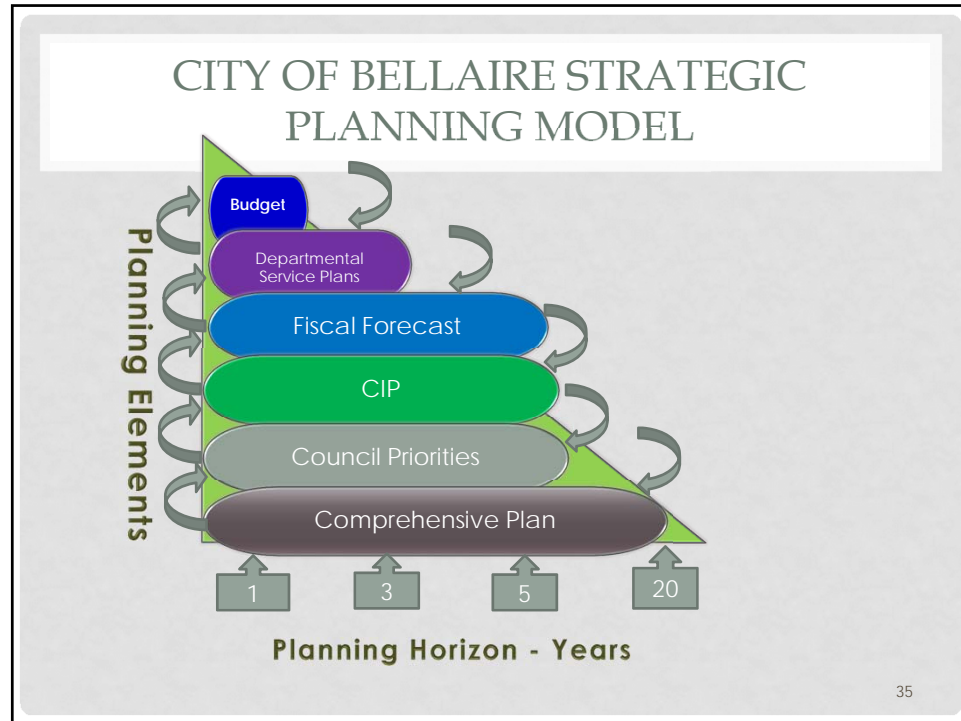 CITY OF BELLAIRE STRATEGIC
PLANNING MODEL
Planning Elements
Budget
Departmental
Service Plans
Fiscal Forecast
CIP
Council Priorities
Comprehensive Plan
1
3
5
20
Planning Horizon - Years
35